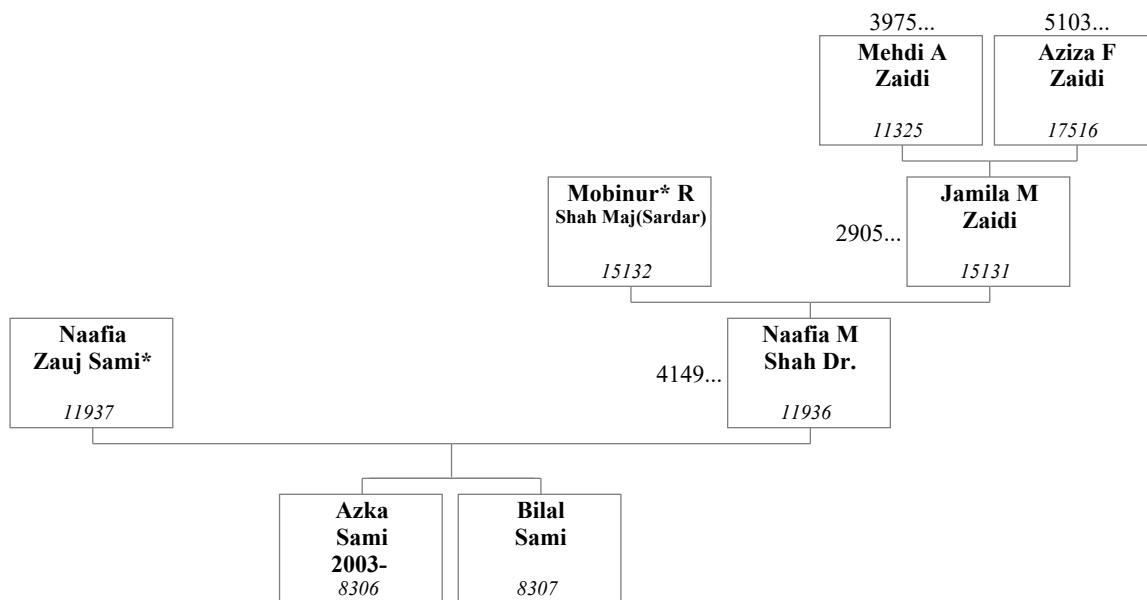 3975...
5103...
Mehdi A
Zaidi
11325
Aziza F
Zaidi
17516
Mobinur* R
Shah Maj(Sardar)
15132
2905...
Jamila M
Zaidi
15131
Naafia
Zauj Sami*
11937
4149...
Naafia M
Shah Dr.
11936
Azka
Sami
2003-
8306
Bilal
Sami
8307